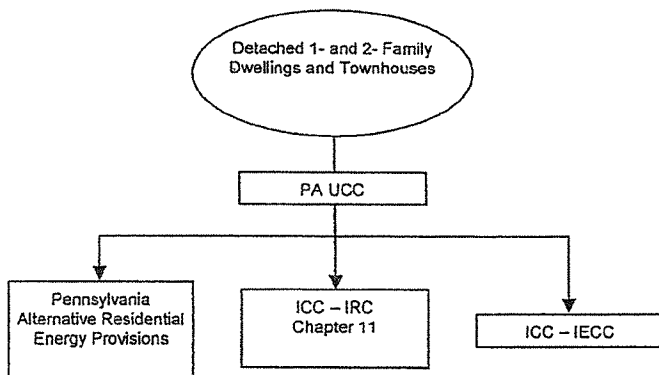 Detached 1- and 2- Family
Dwellings and Townhouses
PA UCC
Pennsylvania
Alternative Residential
Energy Provisions
ICC – IRC
Chapter 11
ICC – IECC